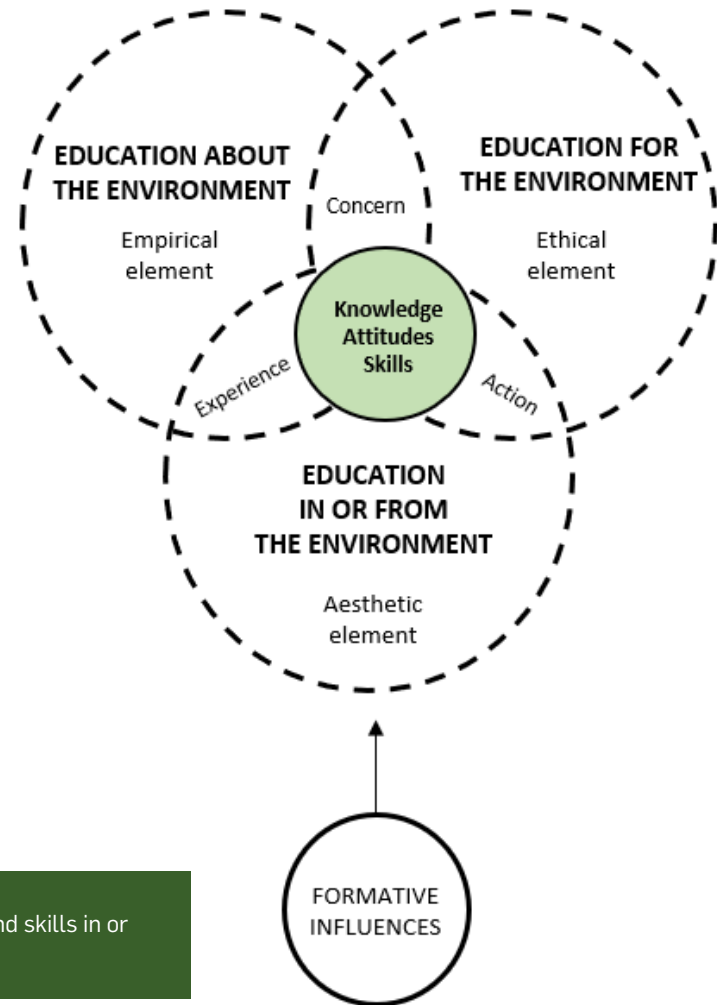 EDUCATION ABOUT
THE ENVIRONMENT
Empirical
element
EDUCATION FOR
THE ENVIRONMENT
Ethical
element
Concern
Knowledge
Attitudes
Skills
Experience
Action
EDUCATION
IN OR FROM
THE ENVIRONMENT
Aesthetic
element
FORMATIVE
INFLUENCES
nd skills in or